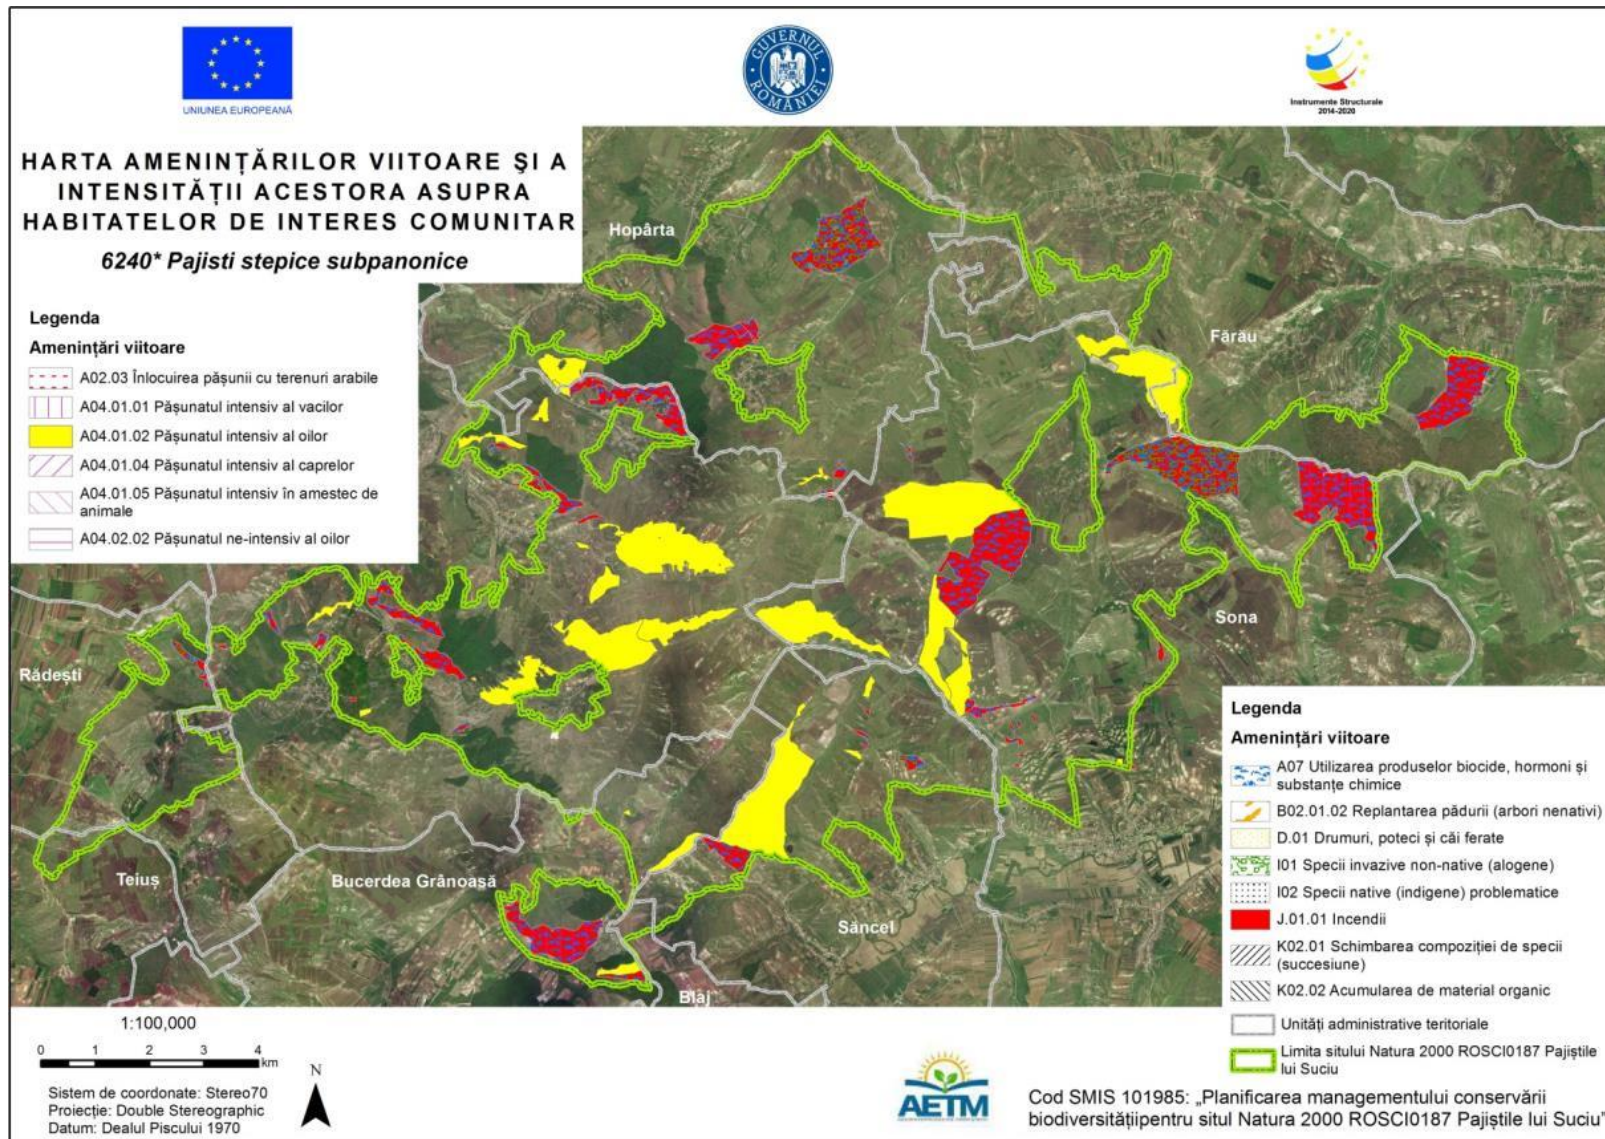 UNIUNEA EUROPEANĂ
GUVERNUL ROMÂNIEI
Instrumente Structurale
2014-2020
HARTA AMENINȚĂRILOR VIITOARE ȘI A
INTENSITĂȚII ACESTORA ASUPRA
HABITATELOR DE INTERES COMUNITAR
6240* Pajisti stepice subpanonice
Legenda
Amenințări viitoare
A02.03 Înlocuirea pășunii cu terenuri arabile
A04.01.01 Pășunatul intensiv al vacilor
A04.01.02 Pășunatul intensiv al oilor
A04.01.04 Pășunatul intensiv al caprelor
A04.01.05 Pășunatul intensiv în amestec de
animale
A04.02.02 Pășunatul ne-intensiv al oilor
Hopârta
Fărău
Sona
Rădești
Teiuș
Bucerdea Grânoasă
Sâncel
Blaj
Legenda
Amenințări viitoare
A07 Utilizarea produselor biocide, hormoni și
substanțe chimice
B02.01.02 Replantarea pădurii (arbori nenativi)
D.01 Drumuri, poteci și căi ferate
I01 Specii invazive non-native (alogene)
I02 Specii native (indigene) problematice
J.01.01 Incendii
K02.01 Schimbarea compoziției de specii
(succesiune)
K02.02 Acumularea de material organic
Unități administrative teritoriale
Limita sitului Natura 2000 ROSCI0187 Pajiștile
lui Suciu
1:100,000
0 1 2 3 4
km
N
Sistem de coordonate: Stereo70
Proiecție: Double Stereographic
Datum: Dealul Piscului 1970
AETM
Cod SMIS 101985: „Planificarea managementului conservării
biodiversitățiipentru situl Natura 2000 ROSCI0187 Pajiștile lui Suciu”